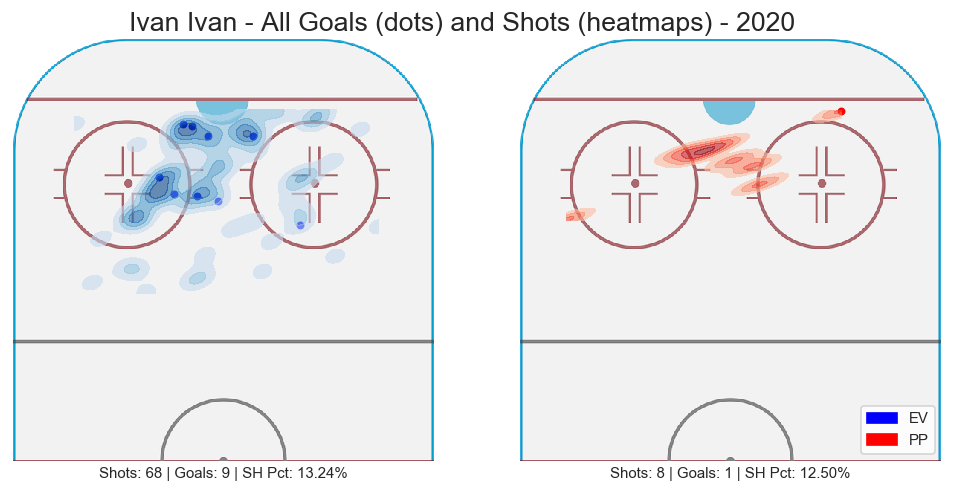 Ivan Ivan - All Goals (dots) and Shots (heatmaps) - 2020
EV
PP
Shots: 68 | Goals: 9 | SH Pct: 13.24%
Shots: 8 | Goals: 1 | SH Pct: 12.50%